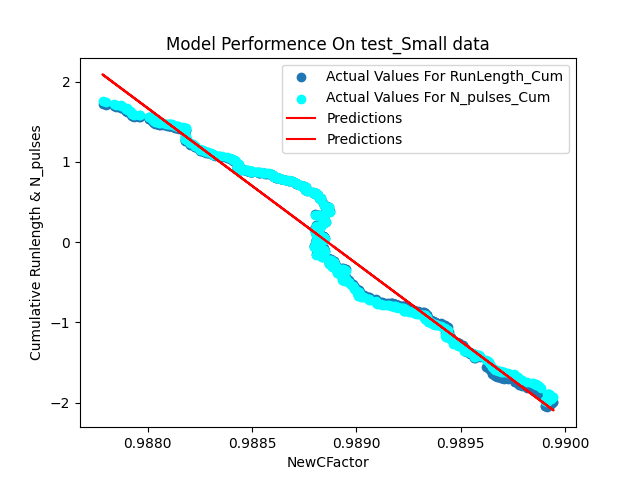 Model Performence On test_Small data
Actual Values For RunLength_Cum
Actual Values For N_pulses_Cum
Predictions
Predictions
Cumulative Runlength & N_pulses
2
1
0
−1
−2
0.9880 0.9885 0.9890 0.9895 0.9900
NewCFactor